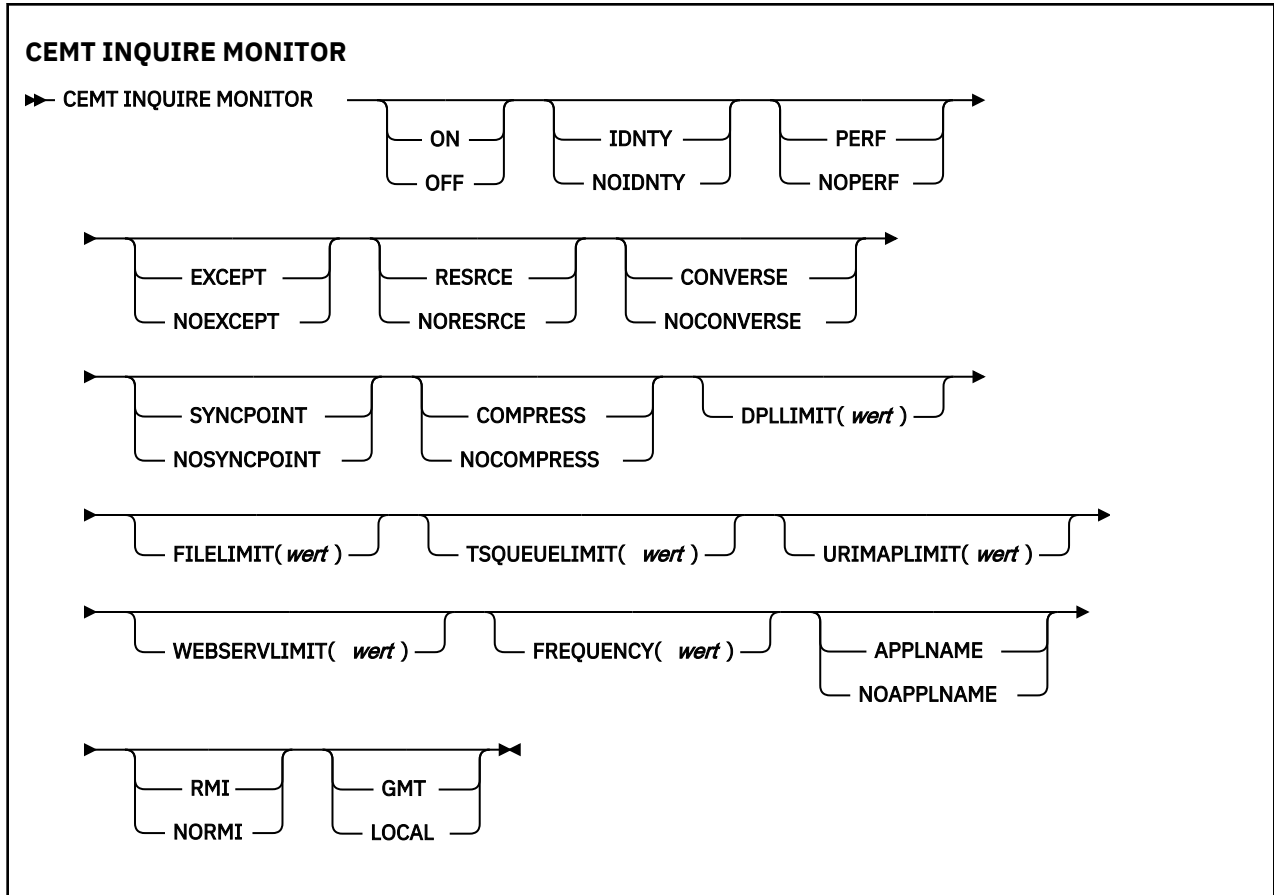 CEMT INQUIRE MONITOR
CEMT INQUIRE MONITOR
ON IDNTY PERF
OFF NOIDNTY NOPERF
EXCEPT RESRCE CONVERSE
NOEXCEPT NORESRCE NOCONVERSE
SYNCPOINT COMPRESS DPLLIMIT( wert )
NOSYNCPOINT NOCOMPRESS
FILELIMIT( wert ) TSQUEUELIMIT( wert ) URIMAPLIMIT( wert )
WEBSERVLIMIT( wert ) FREQUENCY( wert ) APPLNAME
NOAPPLNAME
RMI GMT
NORMI LOCAL